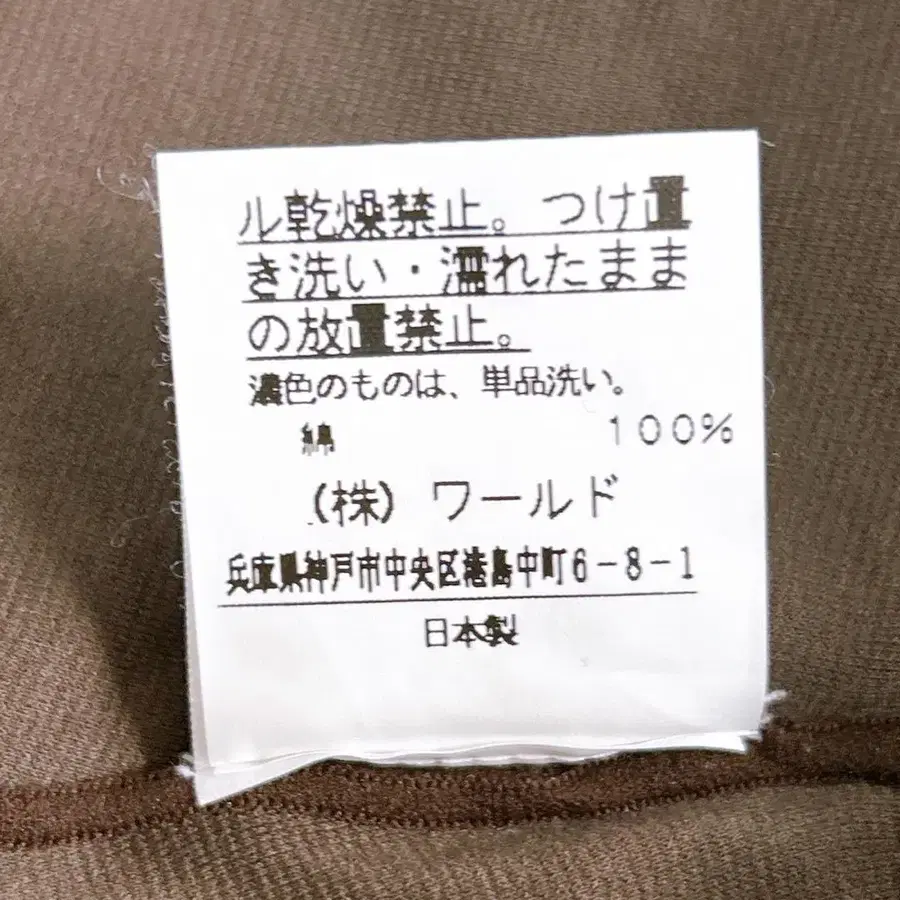 ル乾燥禁止。つけ置
き洗い・濡れたまま
の放置禁止。
濃色のものは、単品洗い。
綿 100%
(株) ワールド
兵庫県神戸市中央区港島中町6-8-1
日本製